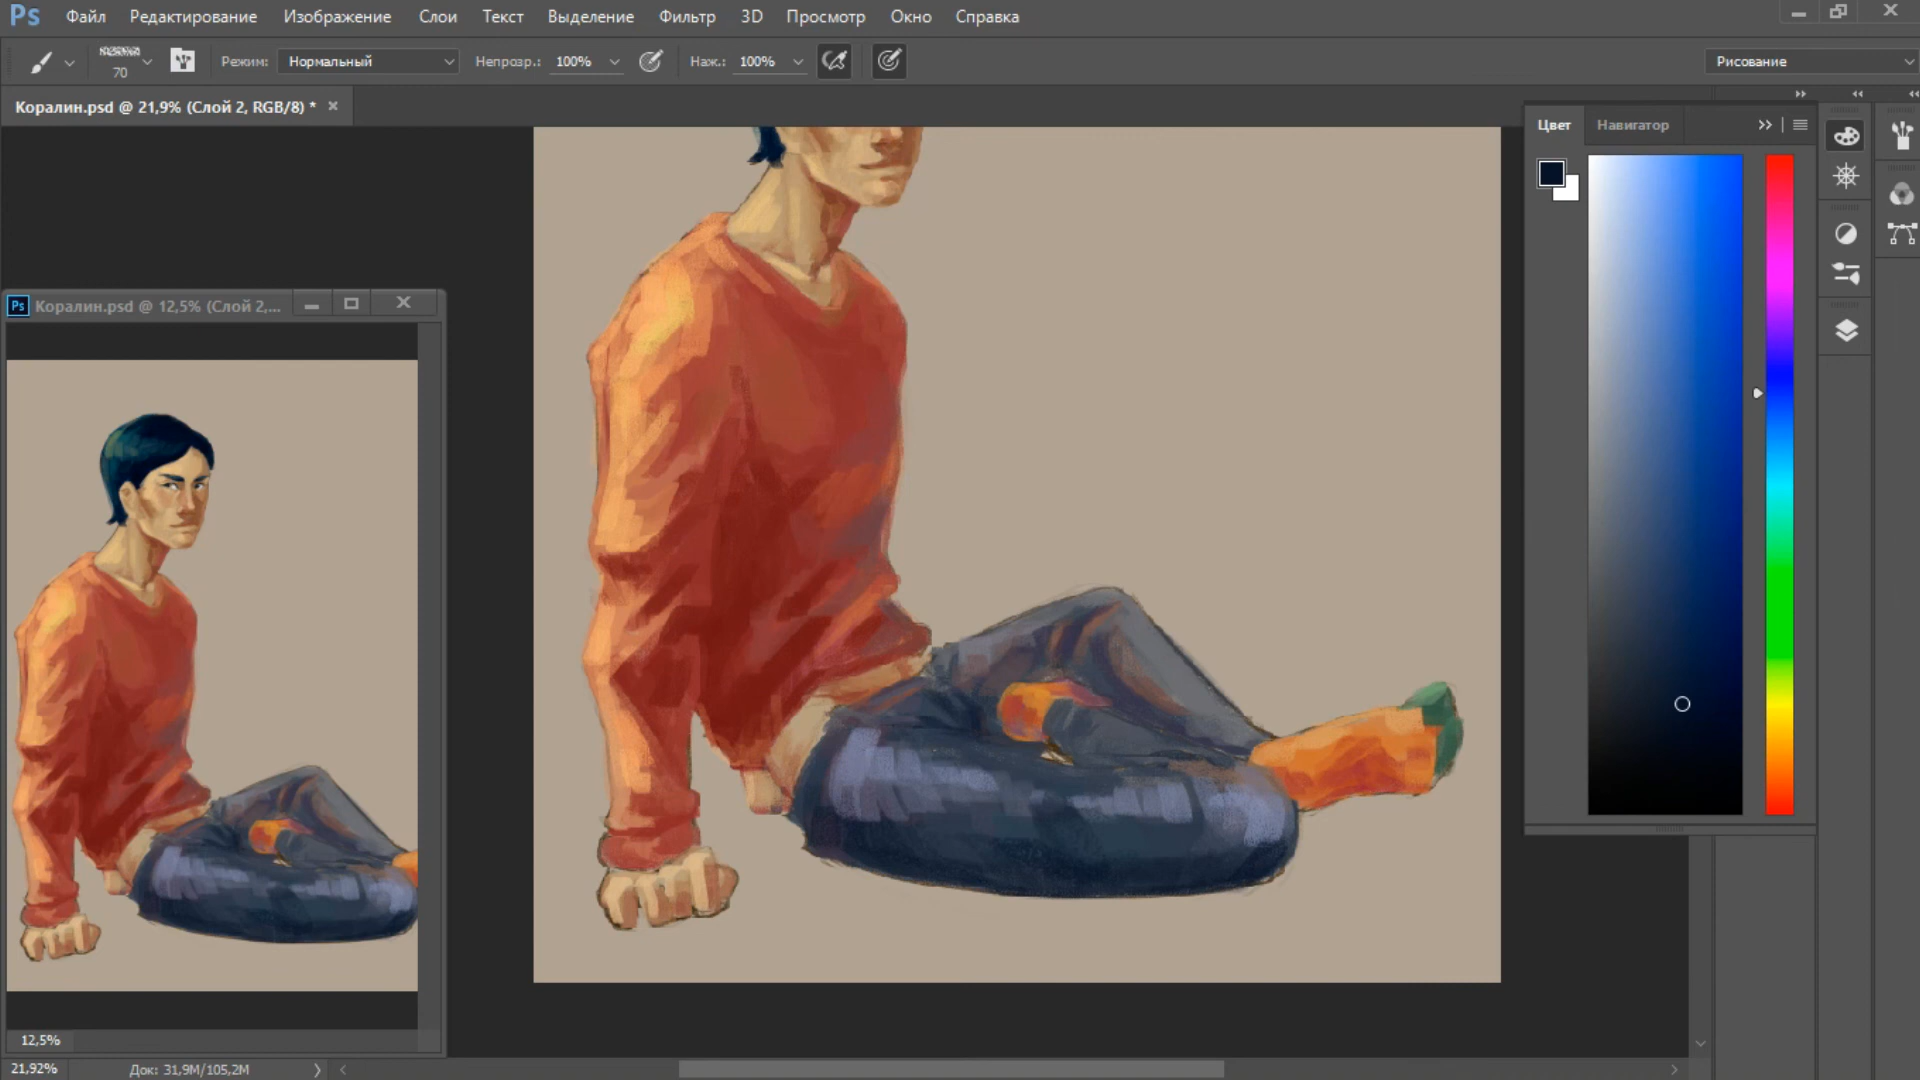 Ps Файл Редактирование Изображение Слои Текст Выделение Фильтр 3D Просмотр Окно Справка
70 Режим: Нормальный Непрозр.: 100% Наж.: 100% Рисование
Коралин.psd @ 21,9% (Слой 2, RGB/8) *
Цвет Навигатор
Ps Коралин.psd @ 12,5% (Слой 2,...
12,5%
21,92% Док: 31,9M/105,2M